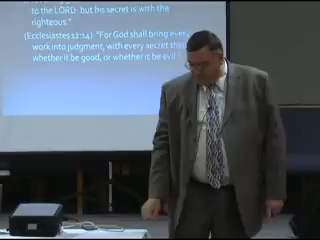 to the LORD: but his secret is with the
righteous."
(Ecclesiastes 12:14) "For God shall bring every
work into judgment, with every secret
whether it be good, or whether it be evil